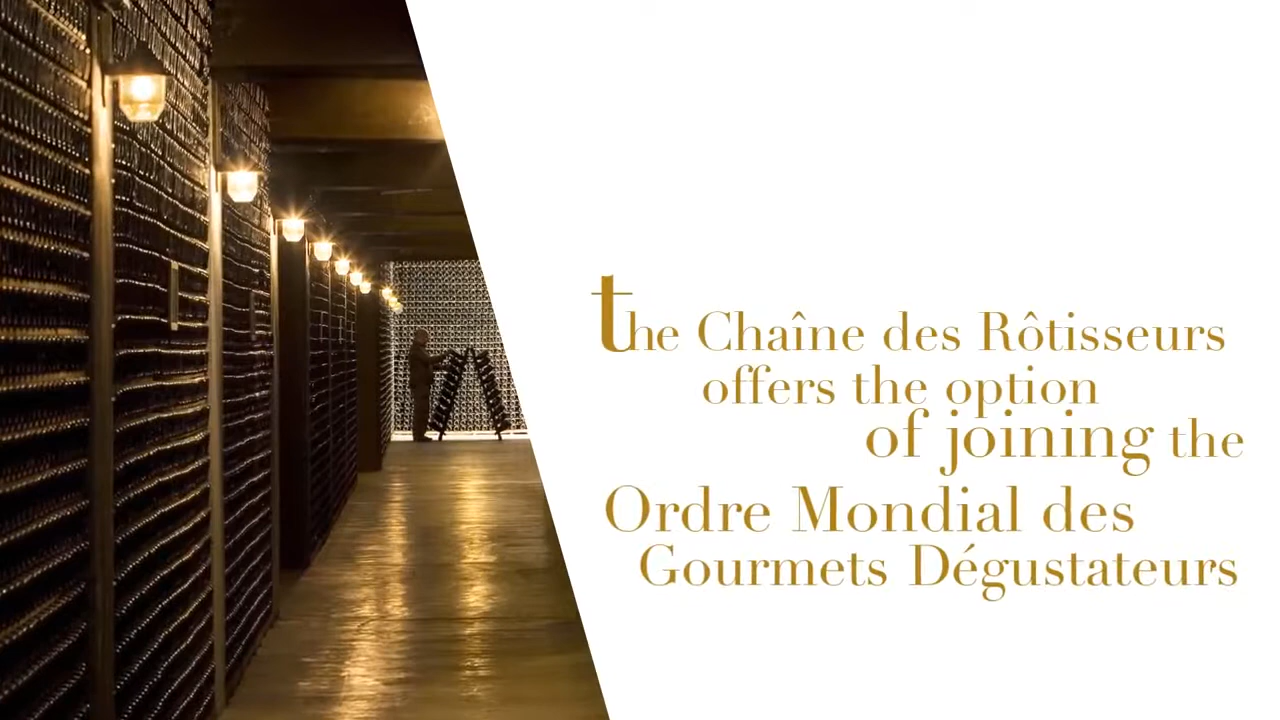 the Chaîne des Rôtisseurs
offers the option
of joining the
Ordre Mondial des
Gourmets Dégustateurs